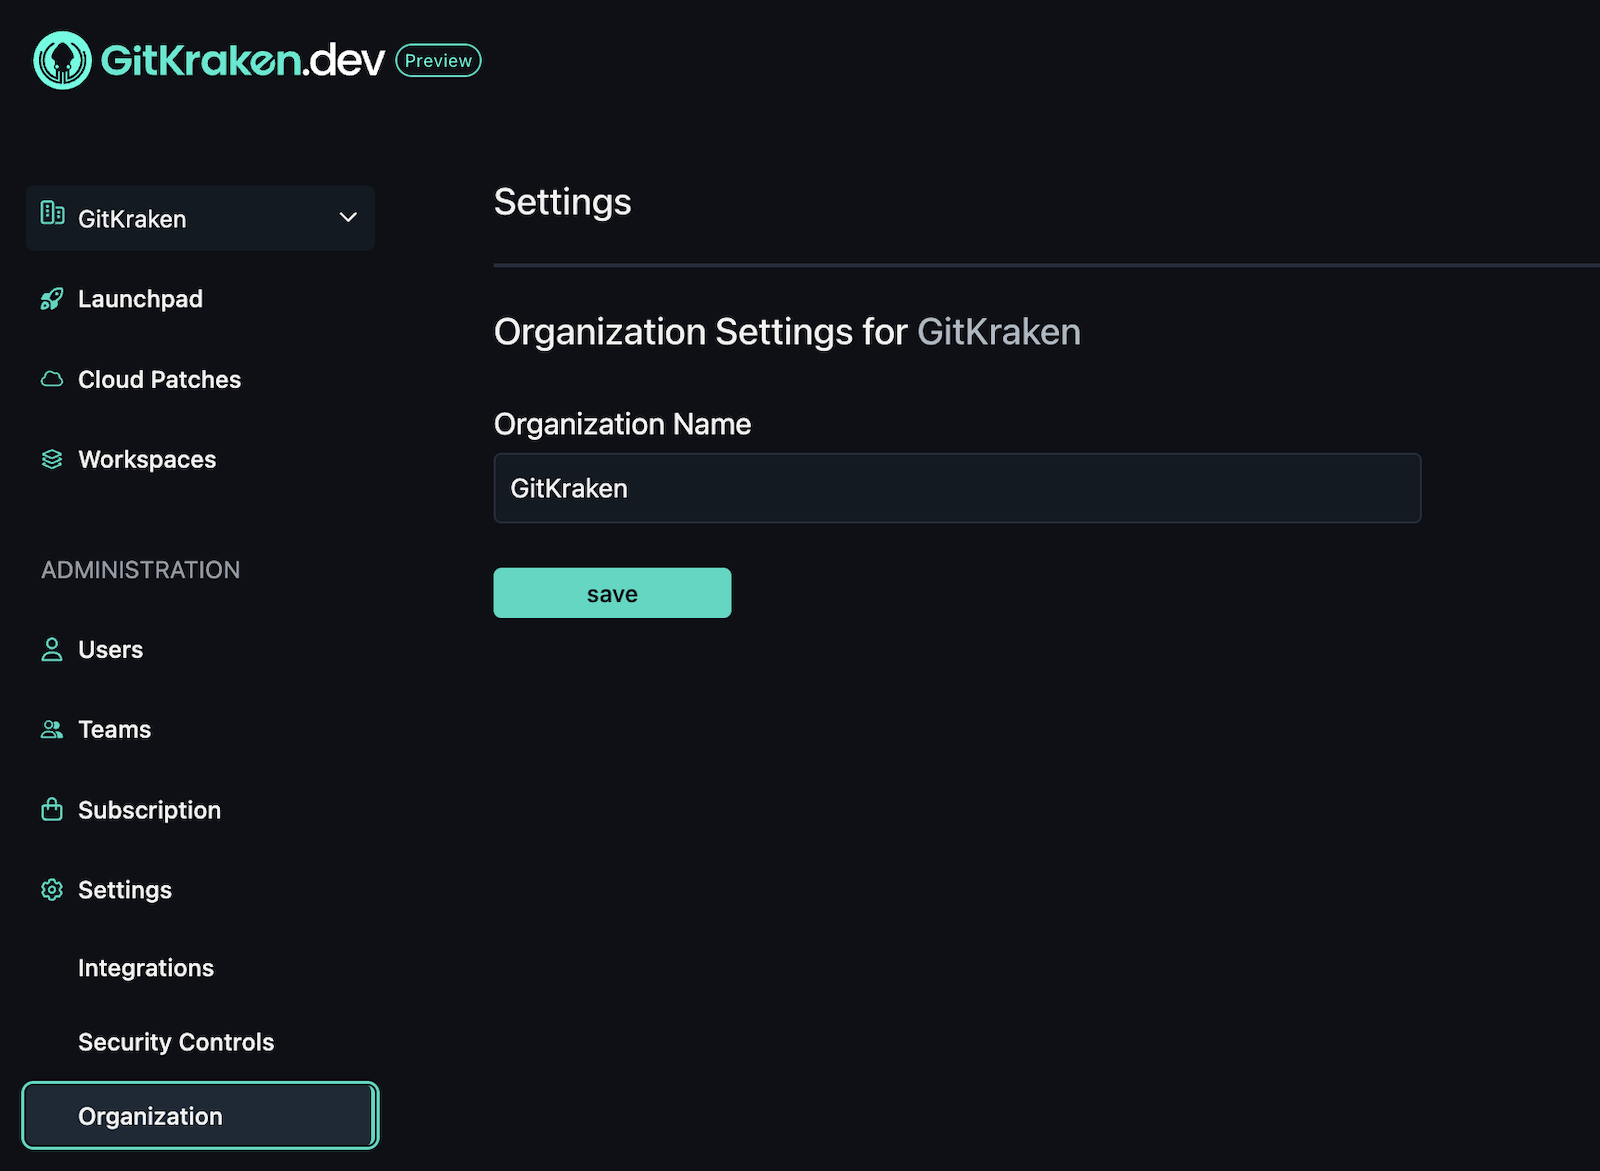 GitKraken.dev Preview
GitKraken
Launchpad
Cloud Patches
Workspaces
ADMINISTRATION
Users
Teams
Subscription
Settings
Integrations
Security Controls
Organization
Settings
Organization Settings for GitKraken
Organization Name
GitKraken
save